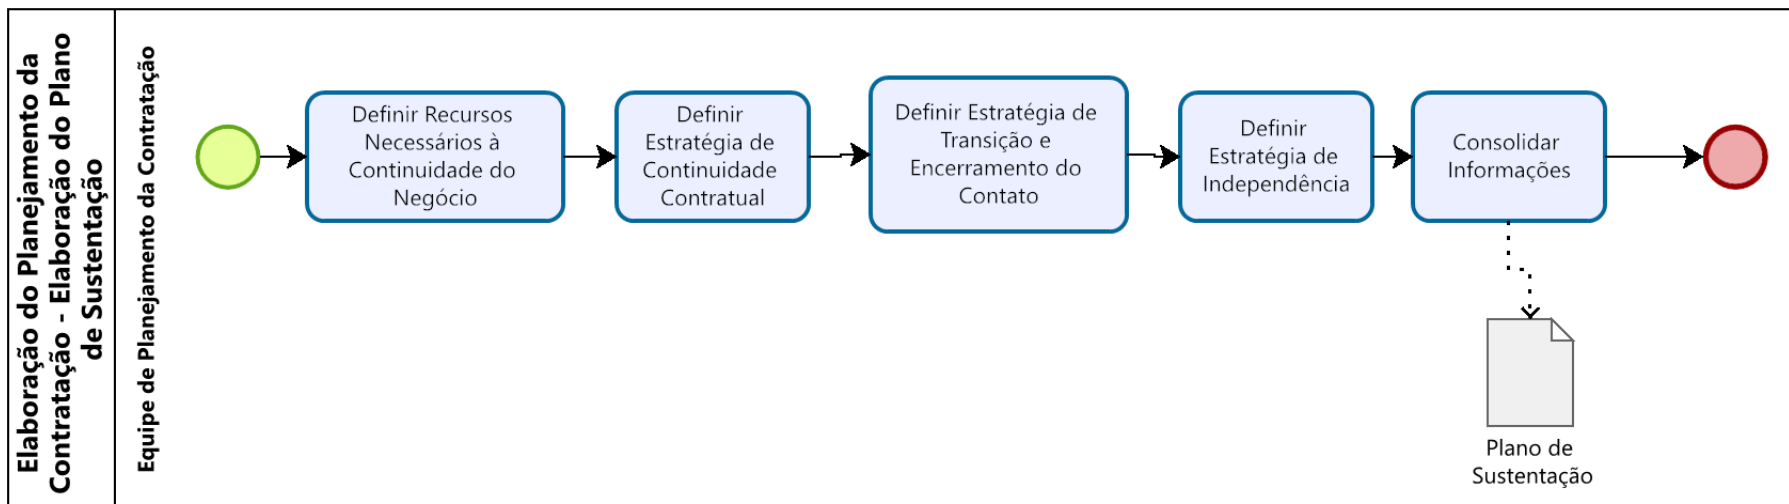 Elaboração do Planejamento da
Contratação - Elaboração do Plano
de Sustentação
Equipe de Planejamento da Contratação
Definir Recursos
Necessários à
Continuidade do
Negócio
Definir
Estratégia de
Continuidade
Contratual
Definir Estratégia de
Transição e
Encerramento do
Contato
Definir
Estratégia de
Independência
Consolidar
Informações
Plano de
Sustentação